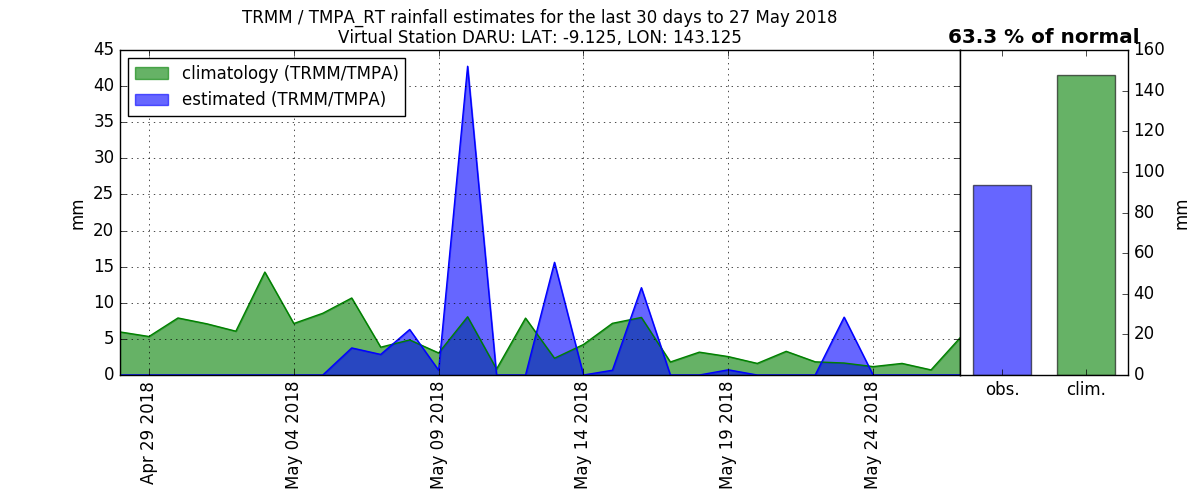 TRMM / TMPA_RT rainfall estimates for the last 30 days to 27 May 2018
Virtual Station DARU: LAT: -9.125, LON: 143.125
63.3 % of normal
climatology (TRMM/TMPA)
estimated (TRMM/TMPA)
45
40
35
30
25
20
15
10
5
0
mm
Apr 29 2018
May 04 2018
May 09 2018
May 14 2018
May 19 2018
May 24 2018
160
140
120
100
80
60
40
20
0
mm
obs.
clim.